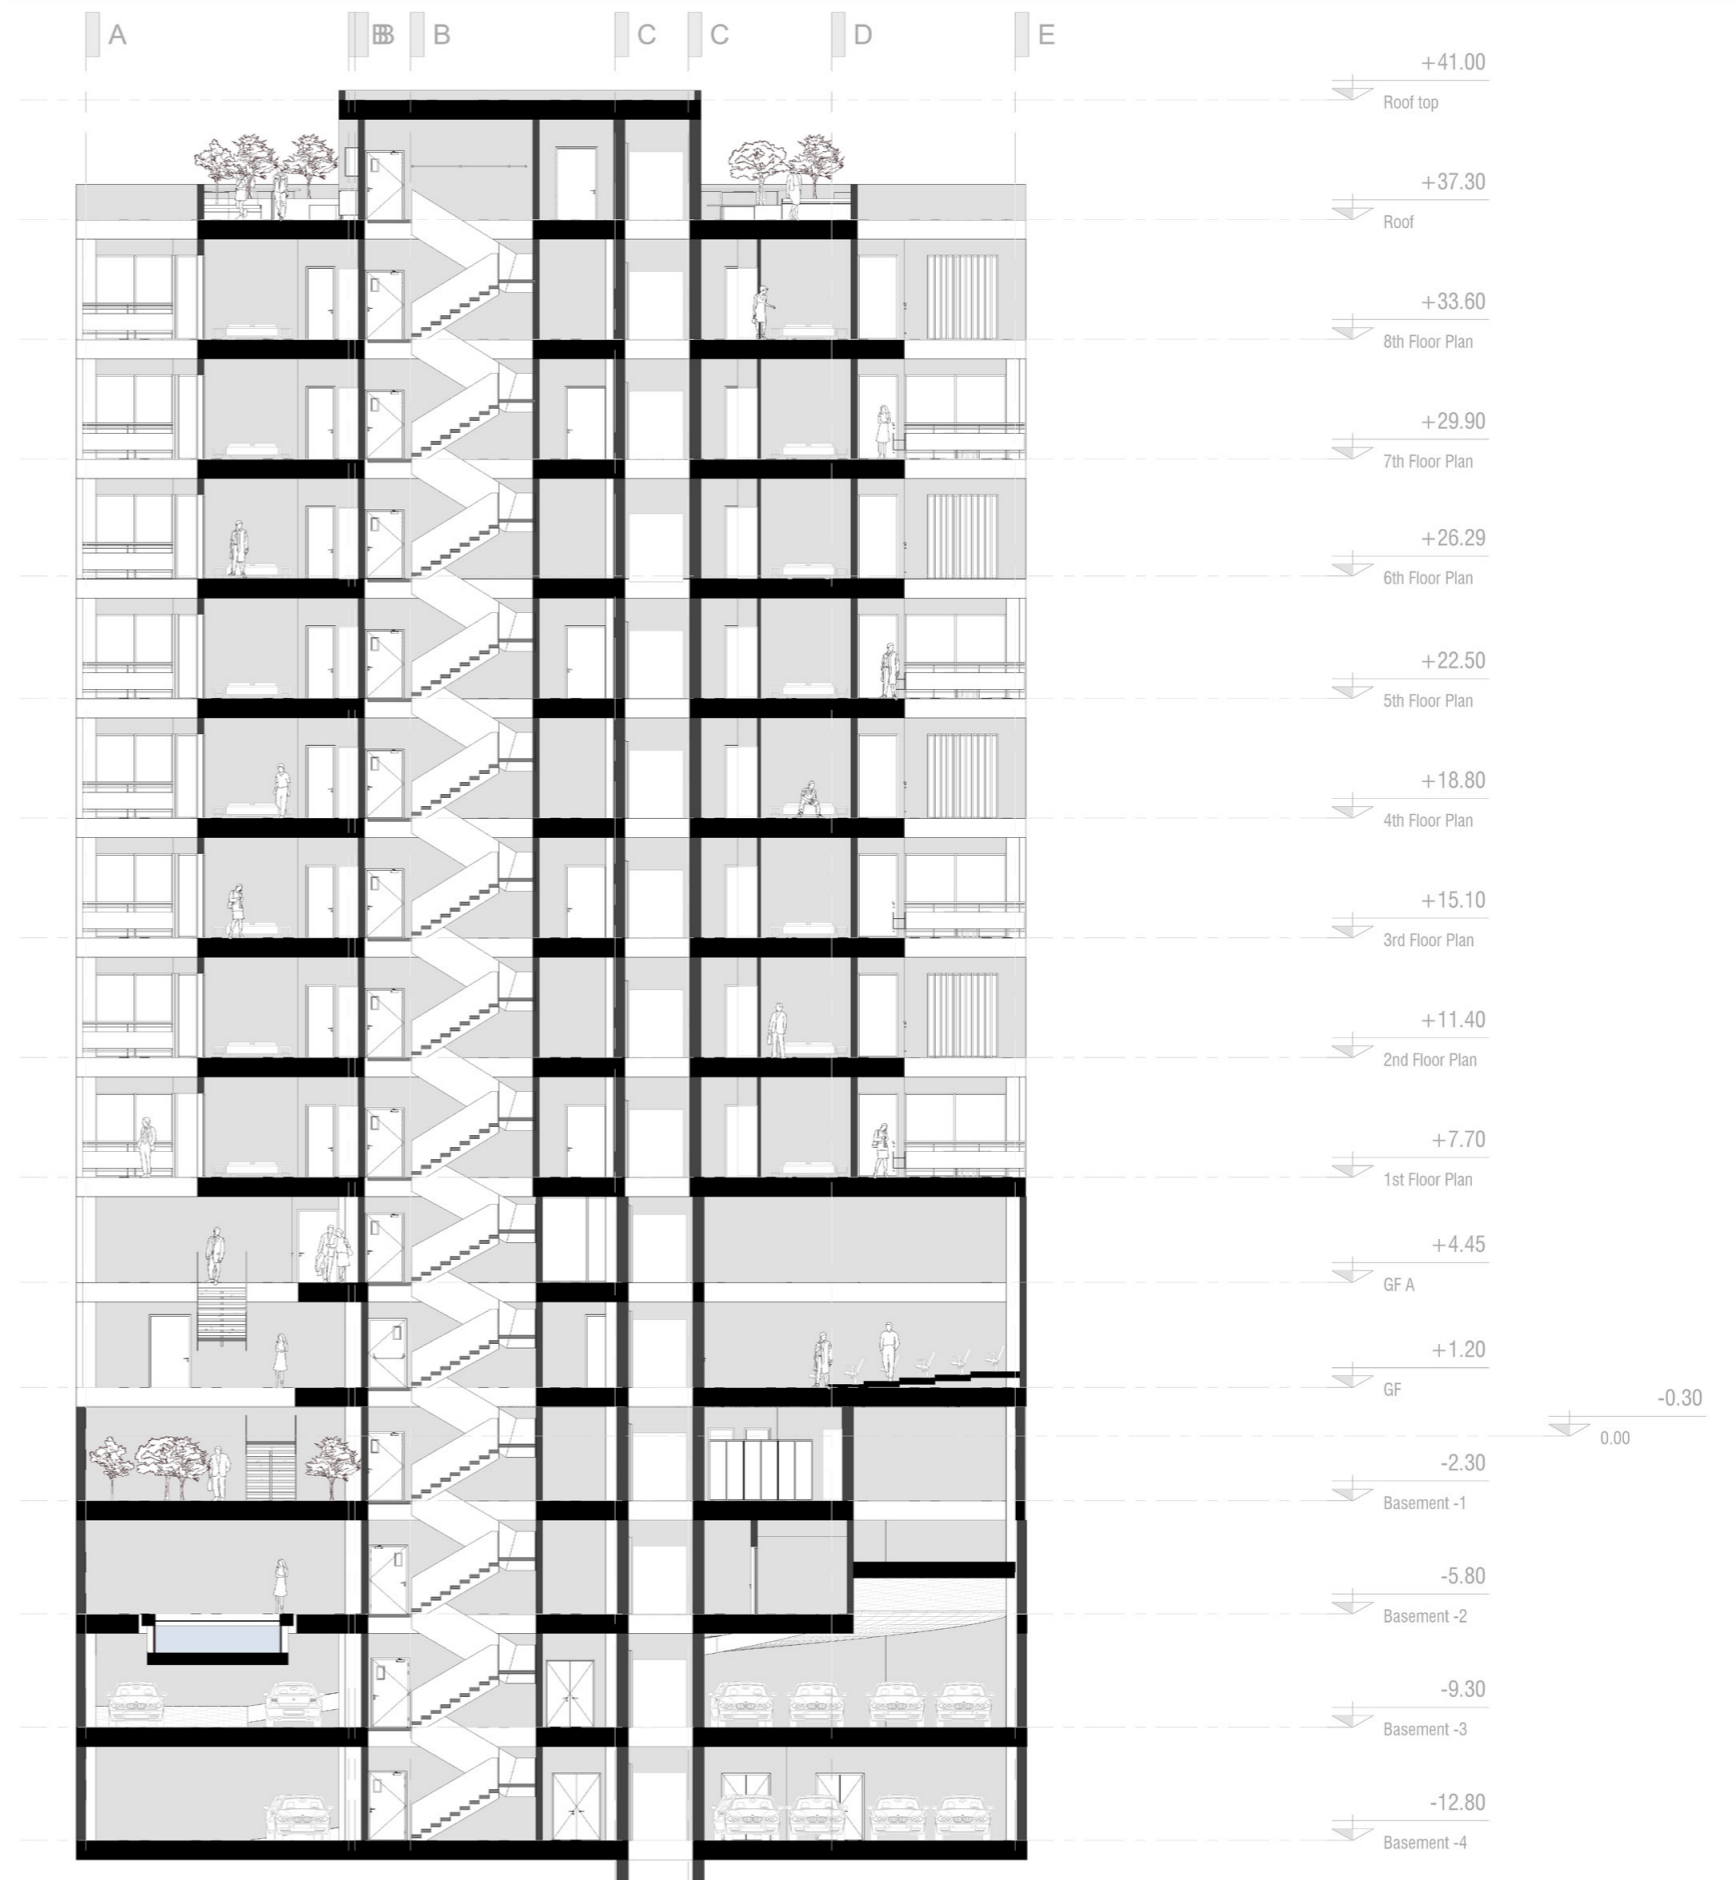 A
B
B
B
C
C
D
E
+41.00
Roof top
+37.30
Roof
+33.60
8th Floor Plan
+29.90
7th Floor Plan
+26.29
6th Floor Plan
+22.50
5th Floor Plan
+18.80
4th Floor Plan
+15.10
3rd Floor Plan
+11.40
2nd Floor Plan
+7.70
1st Floor Plan
+4.45
GF A
+1.20
GF
-0.30
0.00
-2.30
Basement -1
-5.80
Basement -2
-9.30
Basement -3
-12.80
Basement -4